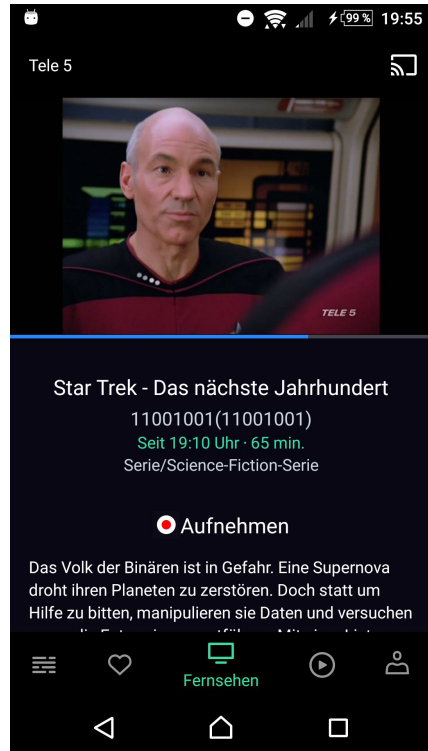 99 %
19:55
Tele 5
TELE 5
Star Trek - Das nächste Jahrhundert
11001001(11001001)
Seit 19:10 Uhr · 65 min.
Serie/Science-Fiction-Serie
Aufnehmen
Das Volk der Binären ist in Gefahr. Eine Supernova
droht ihren Planeten zu zerstören. Doch statt um
Hilfe zu bitten, manipulieren sie Daten und versuchen
Fernsehen